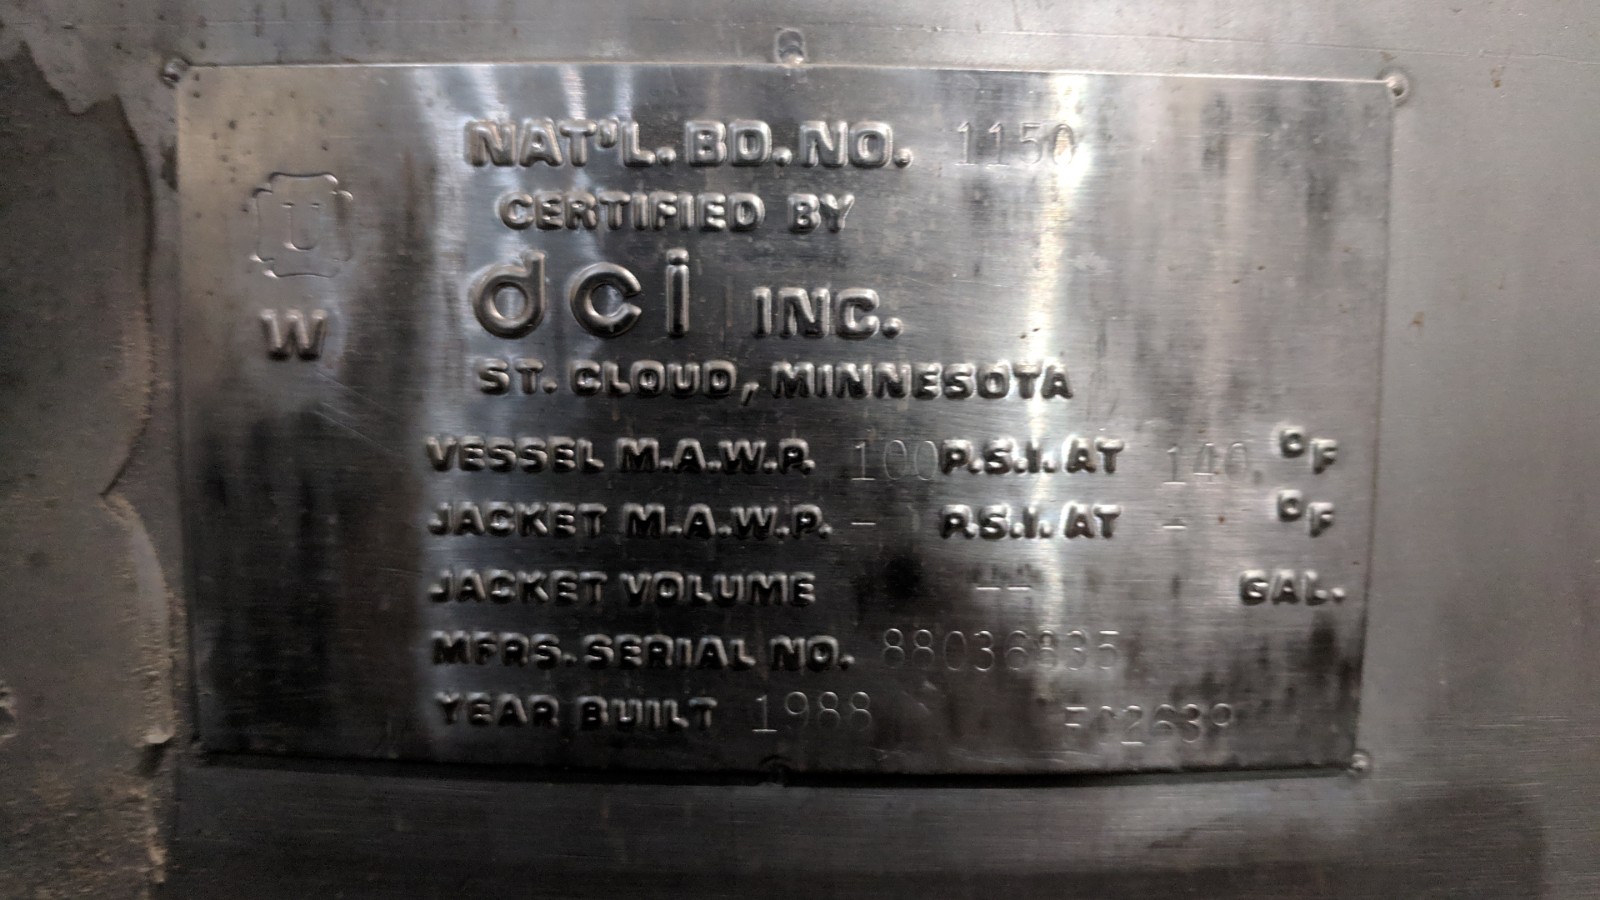 NAT'L. BD. NO. 1150
U
CERTIFIED BY
dci INC.
W
ST. CLOUD, MINNESOTA
VESSEL M.A.W.P. 100 P.S.I. AT 140 °F
JACKET M.A.W.P. - P.S.I. AT - °F
JACKET VOLUME -- GAL.
MFRS. SERIAL NO.
YEAR BUILT 1988